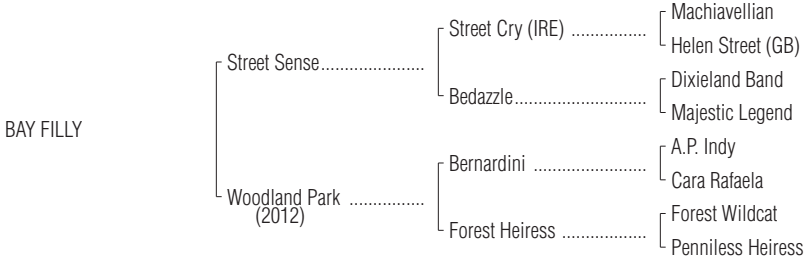 Machiavellian
Street Cry (IRE) ................
Helen Street (GB)
Street Sense......................
Dixieland Band
Bedazzle............................
Majestic Legend
BAY FILLY
A.P. Indy
Bernardini ........................
Cara Rafaela
Woodland Park ................
(2012)
Forest Wildcat
Forest Heiress ..................
Penniless Heiress